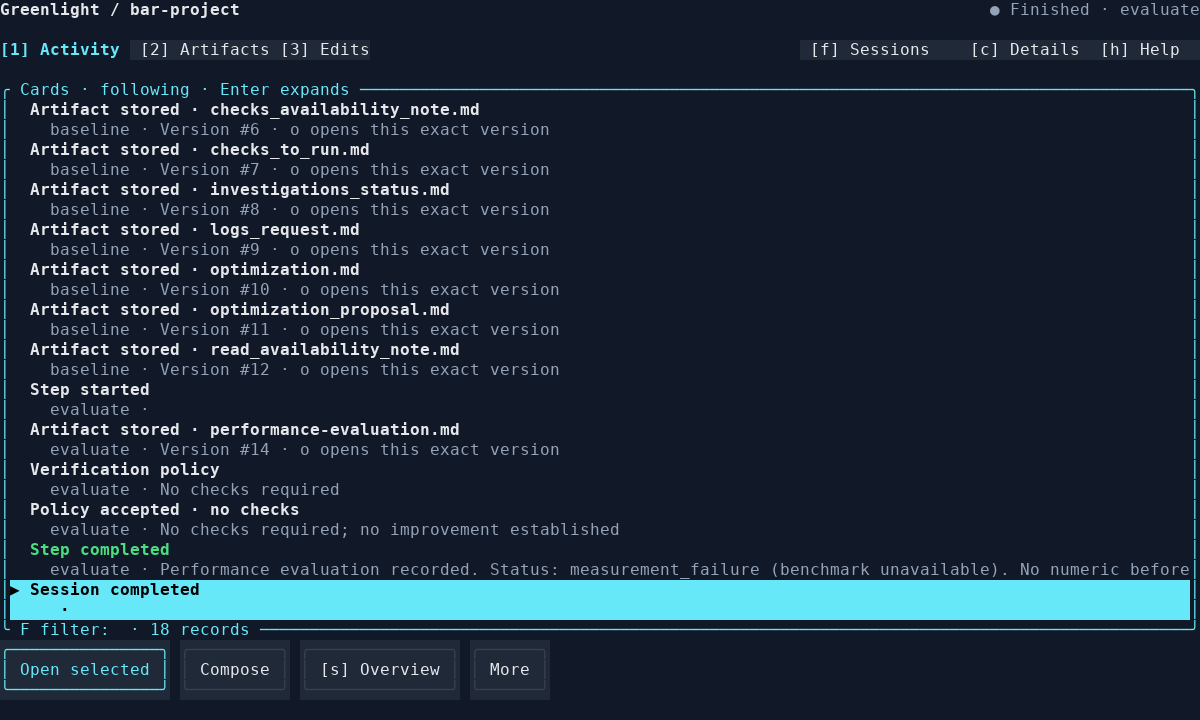 Greenlight / bar-project ● Finished · evaluate
[1] Activity [2] Artifacts [3] Edits [f] Sessions [c] Details [h] Help
Cards · following · Enter expands
Artifact stored · checks_availability_note.md
baseline · Version #6 · o opens this exact version
Artifact stored · checks_to_run.md
baseline · Version #7 · o opens this exact version
Artifact stored · investigations_status.md
baseline · Version #8 · o opens this exact version
Artifact stored · logs_request.md
baseline · Version #9 · o opens this exact version
Artifact stored · optimization.md
baseline · Version #10 · o opens this exact version
Artifact stored · optimization_proposal.md
baseline · Version #11 · o opens this exact version
Artifact stored · read_availability_note.md
baseline · Version #12 · o opens this exact version
Step started
evaluate ·
Artifact stored · performance-evaluation.md
evaluate · Version #14 · o opens this exact version
Verification policy
evaluate · No checks required
Policy accepted · no checks
evaluate · No checks required; no improvement established
Step completed
evaluate · Performance evaluation recorded. Status: measurement_failure (benchmark unavailable). No numeric before
▶ Session completed
·
F filter:  · 18 records
Open selected Compose [s] Overview More